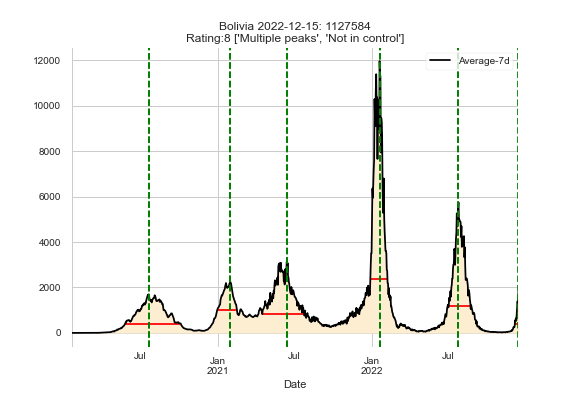 Bolivia 2022-12-15: 1127584
Rating:8 ['Multiple peaks', 'Not in control']
Average-7d
12000
10000
8000
6000
4000
2000
0
Jul
Jan
2021
Jul
Jan
2022
Jul
Date